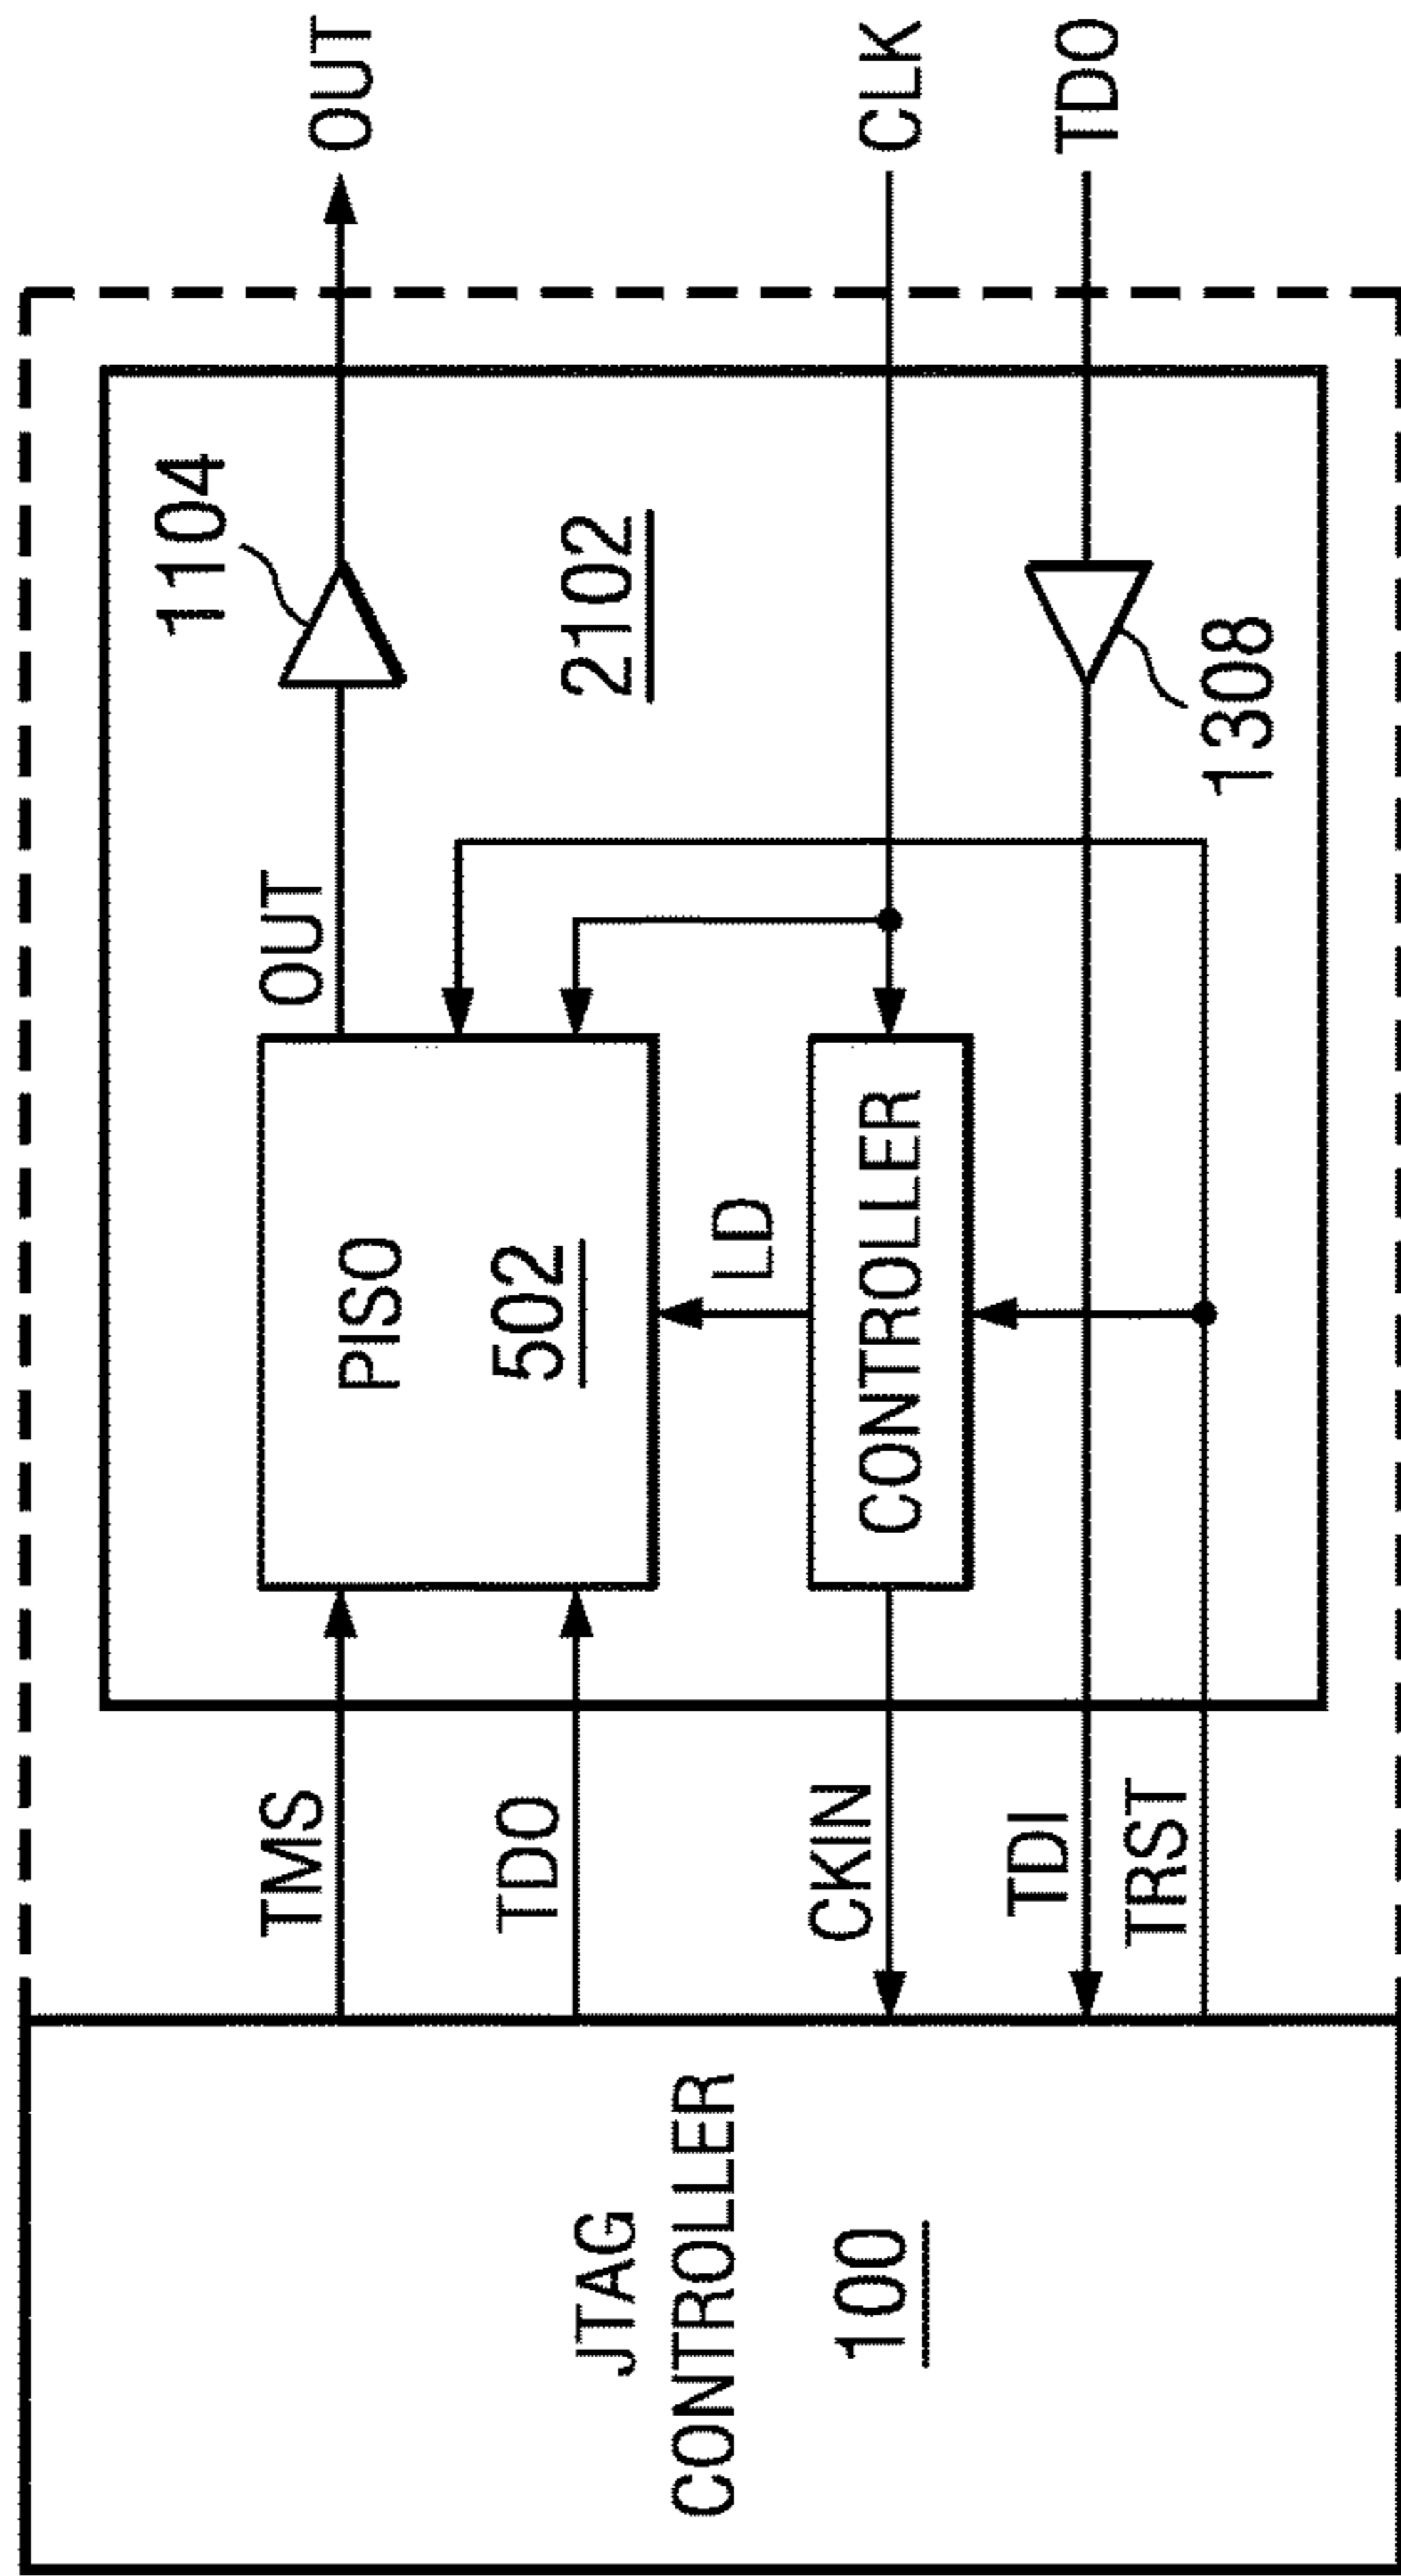 JTAG
CONTROLLER
100
TMS
TDO
CKIN
TDI
TRST
PISO
502
LD
CONTROLLER
OUT
1104
2102
1308
OUT
CLK
TDO